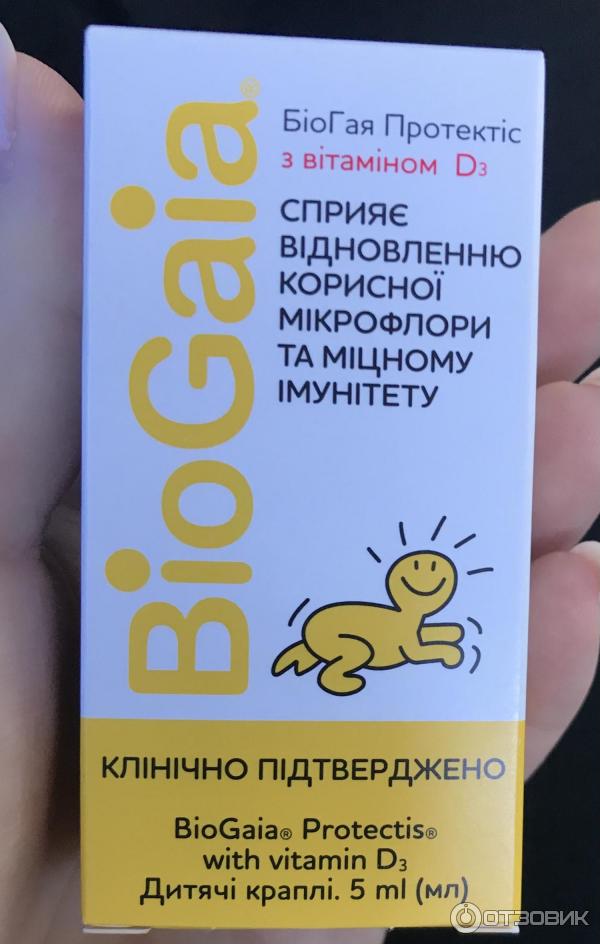 BioGaia®
БіоГая Протектіс
з вітаміном D3
СПРИЯЄ
ВІДНОВЛЕННЮ
КОРИСНОЇ
МІКРОФЛОРИ
ТА МІЦНОМУ
ІМУНІТЕТУ
КЛІНІЧНО ПІДТВЕРДЖЕНО
BioGaia® Protectis®
with vitamin D3
Дитячі краплі. 5 ml (мл)
ОТЗОВИК